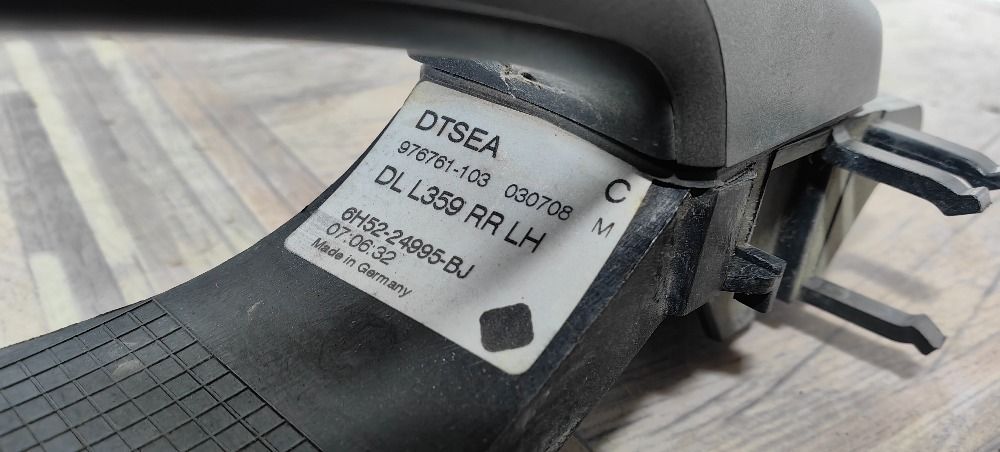 DTSEA
976761-103 030708 C
DL L359 RR LH M
6H52-24995-BJ
07:06:32
Made in Germany